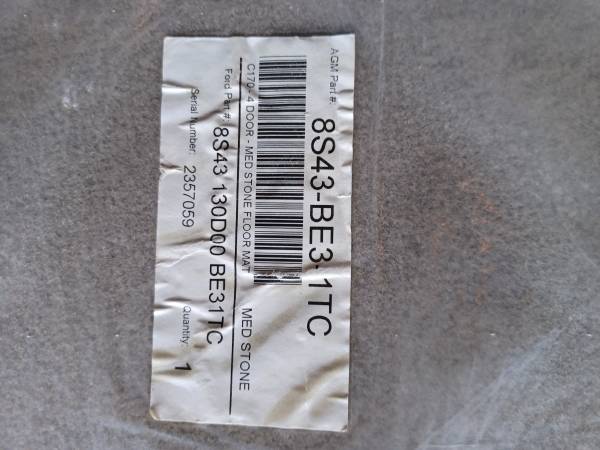 AGM Part #: 8S43-BE3-1TC
C170 - 4 DOOR - MED STONE FLOOR MAT MED STONE
Ford Part #: 8S43 130D00 BE31TC
Serial Number: 2357059 Quantity: 1